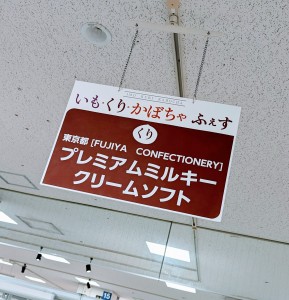 いも・くり・かぼちゃ ふぇす
くり
東京都 [FUJIYA CONFECTIONERY]
プレミアムミルキー
クリームソフト
15